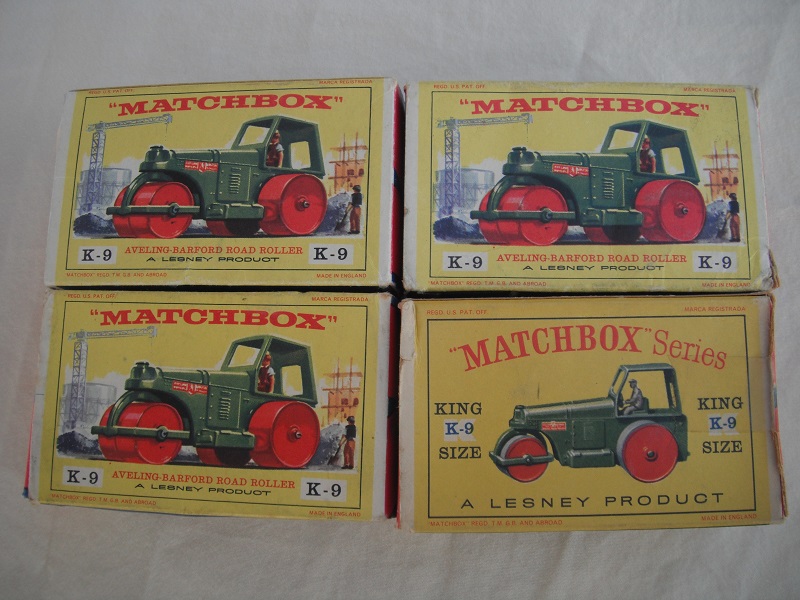 REGD. U.S. PAT. OFF.
MARCA REGISTRADA
"MATCHBOX"
K-9
AVELING-BARFORD ROAD ROLLER
K-9
A LESNEY PRODUCT
"MATCHBOX" REGD. T.M. G.B. AND ABROAD
MADE IN ENGLAND
REGD. U.S. PAT. OFF.
MARCA REGISTRADA
"MATCHBOX"
K-9
AVELING-BARFORD ROAD ROLLER
K-9
A LESNEY PRODUCT
"MATCHBOX" REGD. T.M. G.B. AND ABROAD
MADE IN ENGLAND
REGD. U.S. PAT. OFF.
MARCA REGISTRADA
"MATCHBOX"
K-9
AVELING-BARFORD ROAD ROLLER
K-9
A LESNEY PRODUCT
"MATCHBOX" REGD. T.M. G.B. AND ABROAD
MADE IN ENGLAND
REGD. U.S. PAT. OFF.
MARCA REGISTRADA
"MATCHBOX" Series
KING
K-9
SIZE
KING
K-9
SIZE
A LESNEY PRODUCT
"MATCHBOX" REGD. T.M. G.B. AND ABROAD
MADE IN ENGLAND